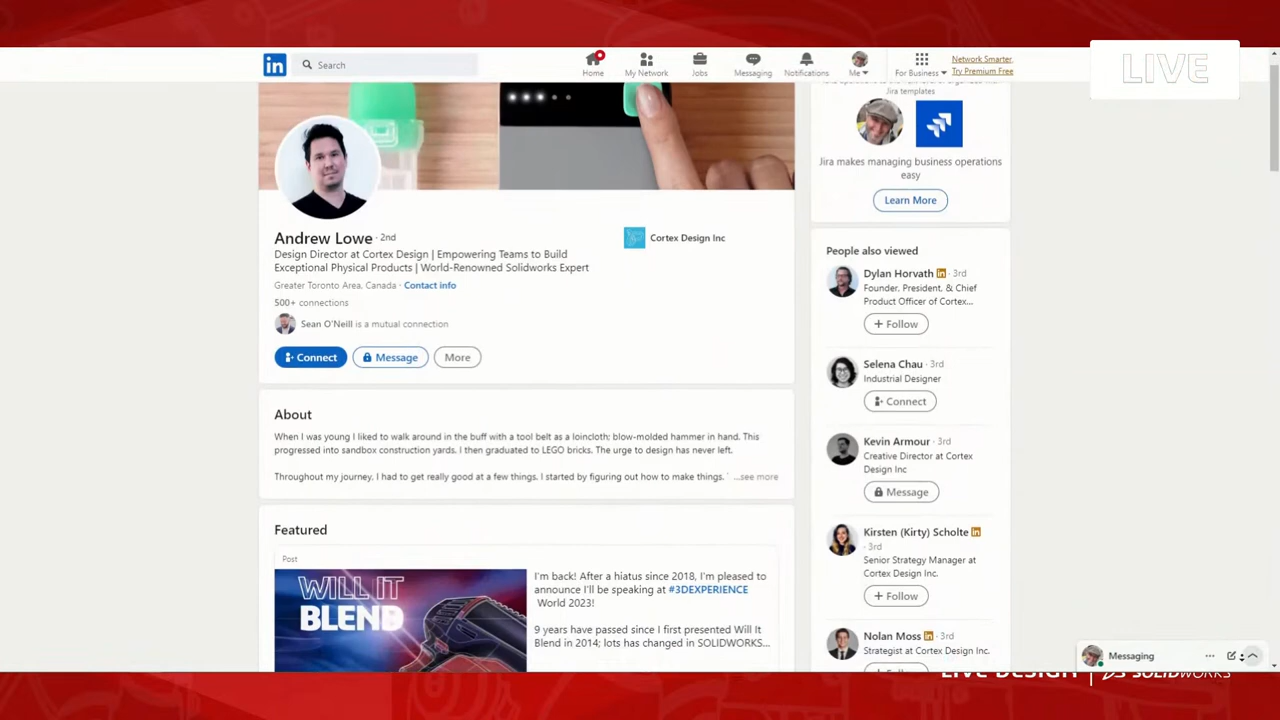 LIVE
in
Search
Home
My Network
Jobs
Messaging
Notifications
Me
For Business
Network Smarter,
Try Premium Free
Jira templates
Jira makes managing business operations
easy
Learn More
Andrew Lowe · 2nd
Design Director at Cortex Design | Empowering Teams to Build
Exceptional Physical Products | World-Renowned Solidworks Expert
Greater Toronto Area, Canada · Contact info
500+ connections
Sean O'Neill is a mutual connection
Connect
Message
More
Cortex Design Inc
About
When I was young I liked to walk around in the buff with a tool belt as a loincloth; blow-molded hammer in hand. This
progressed into sandbox construction yards. I then graduated to LEGO bricks. The urge to design has never left.
Throughout my journey, I had to get really good at a few things. I started by figuring out how to make things. ...see more
Featured
Post
WILL IT
BLEND
I'm back! After a hiatus since 2018, I'm pleased to
announce I'll be speaking at #3DEXPERIENCE
World 2023!
9 years have passed since I first presented Will It
Blend in 2014; lots has changed in SOLIDWORKS...
People also viewed
Dylan Horvath in · 3rd
Founder, President, & Chief
Product Officer of Cortex...
+ Follow
Selena Chau · 3rd
Industrial Designer
Connect
Kevin Armour · 3rd
Creative Director at Cortex
Design Inc
Message
Kirsten (Kirty) Scholte in
· 3rd
Senior Strategy Manager at
Cortex Design Inc.
+ Follow
Nolan Moss in · 3rd
Strategist at Cortex Design Inc.
Messaging
LIVE DESIGN | SOLIDWORKS